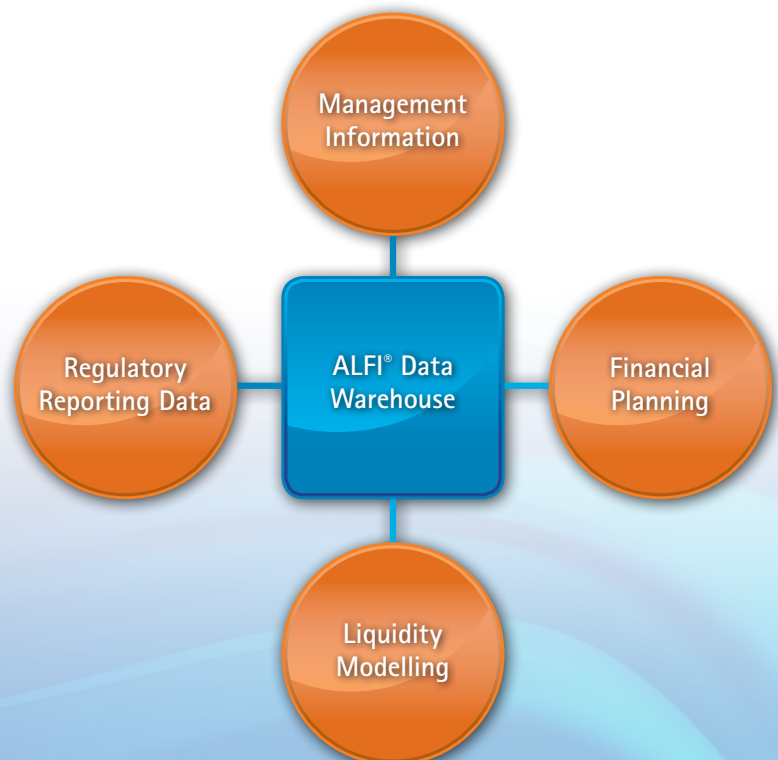 Management
Information
Regulatory
Reporting Data
ALFI® Data
Warehouse
Financial
Planning
Liquidity
Modelling